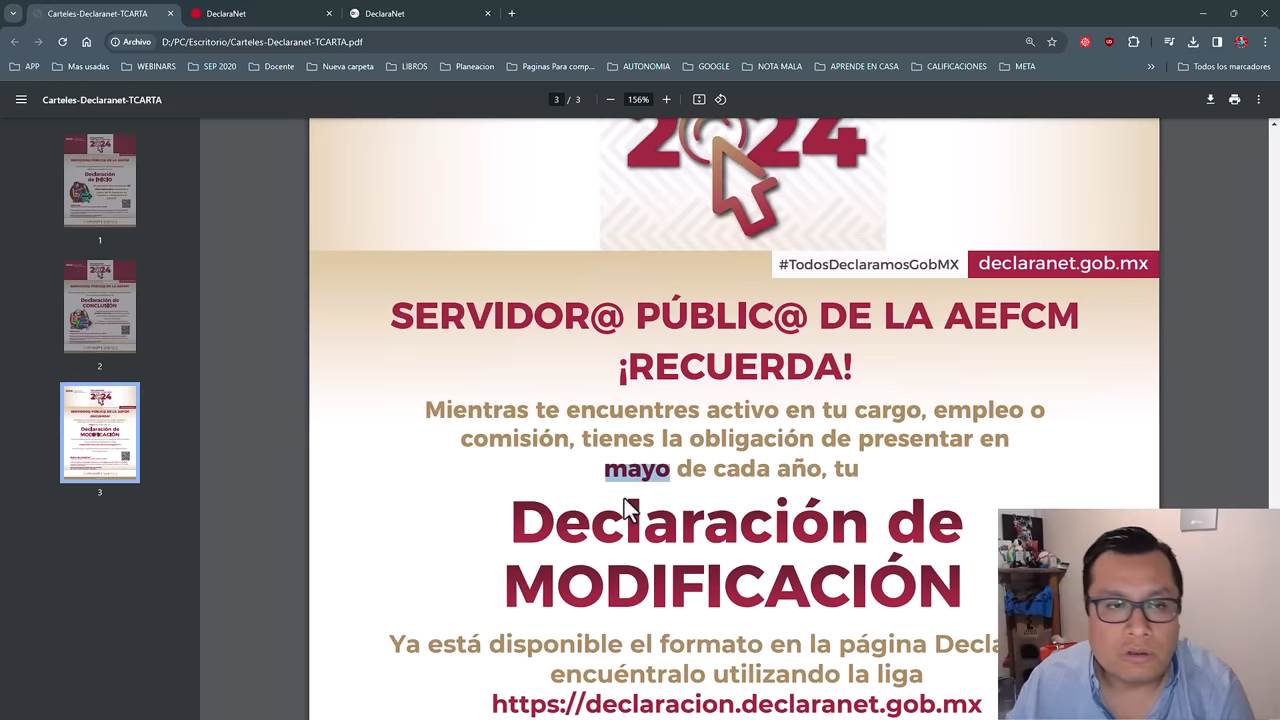 Carteles-Declaranet-TCARTA
DeclaraNet
DeclaraNet
Archivo
D:/PC/Escritorio/Carteles-Declaranet-TCARTA.pdf
APP
Mas usadas
WEBINARS
SEP 2020
Docente
Nueva carpeta
LIBROS
Planeacion
Paginas Para comp...
AUTONOMIA
GOOGLE
NOTA MALA
APRENDE EN CASA
CALIFICACIONES
META
Todos los marcadores
Carteles-Declaranet-TCARTA
3 / 3
156%
1
2
3
2024
#TodosDeclaramosGobMX
declaranet.gob.mx
SERVIDOR@ PÚBLIC@ DE LA AEFCM
¡RECUERDA!
Mientras te encuentres activo en tu cargo, empleo o
comisión, tienes la obligación de presentar en
mayo de cada año, tu
Declaración de
MODIFICACIÓN
Ya está disponible el formato en la página Decla
encuéntralo utilizando la liga
https://declaracion.declaranet.gob.mx